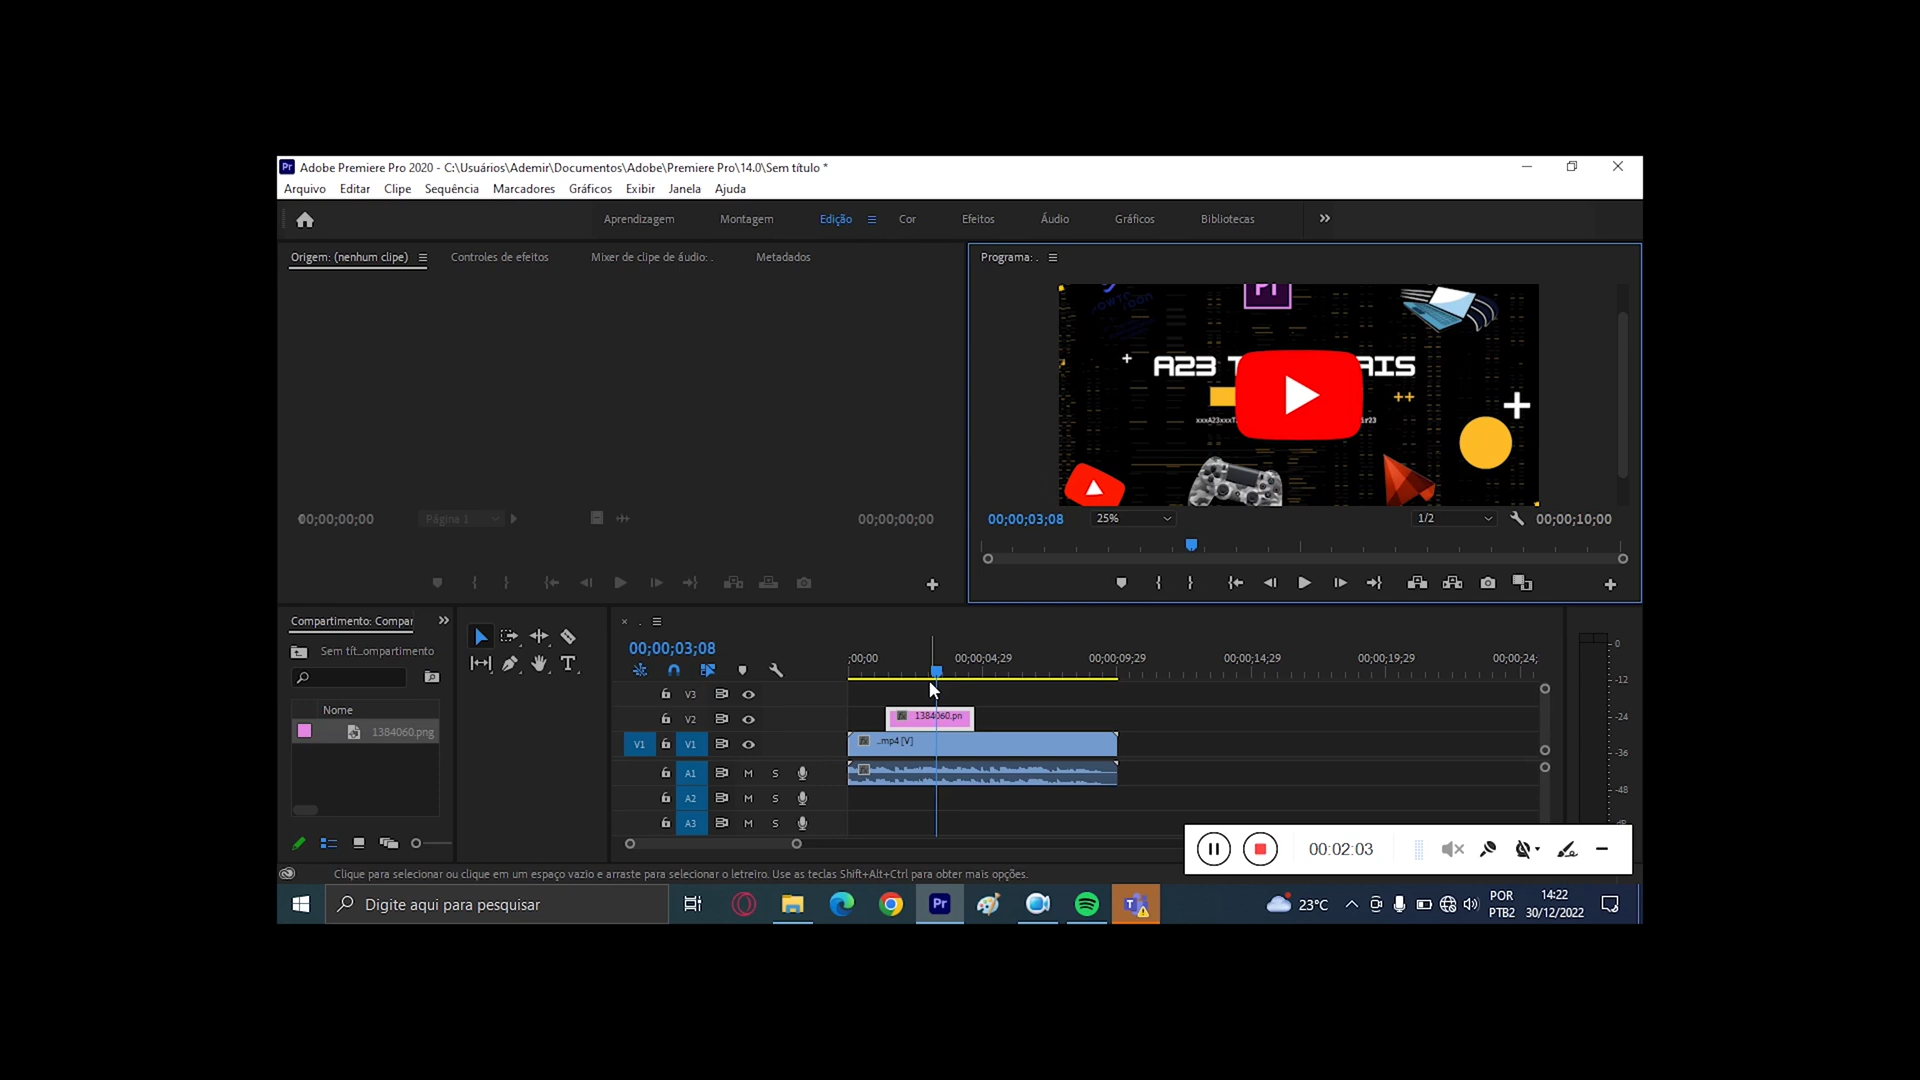 Adobe Premiere Pro 2020 - C:\Usuários\Ademir\Documentos\Adobe\Premiere Pro\14.0\Sem título *
Arquivo Editar Clipe Sequência Marcadores Gráficos Exibir Janela Ajuda
Aprendizagem Montagem Edição Cor Efeitos Áudio Gráficos Bibliotecas
Origem: (nenhum clipe) Controles de efeitos Mixer de clipe de áudio: . Metadados
Programa: .
Pr
A23 T AIS
++
00;00;00;00 Página 1 00;00;00;00
00;00;03;08 25% 1/2 00;00;10;00
Compartimento: Compar
Sem tít...ompartimento
Nome
1384060.png
00;00;03;08
;00;00 00;00;04;29 00;00;09;29 00;00;14;29 00;00;19;29 00;00;24;
V3
V2 1384060.pn
V1 V1 ..mp4 [V]
A1 M S
A2 M S
A3 M S
0
-12
-24
-36
-48
00:02:03
Clique para selecionar ou clique em um espaço vazio e arraste para selecionar o letreiro. Use as teclas Shift+Alt+Ctrl para obter mais opções.
Digite aqui para pesquisar
Pr
23°C
POR
PTB2
14:22
30/12/2022